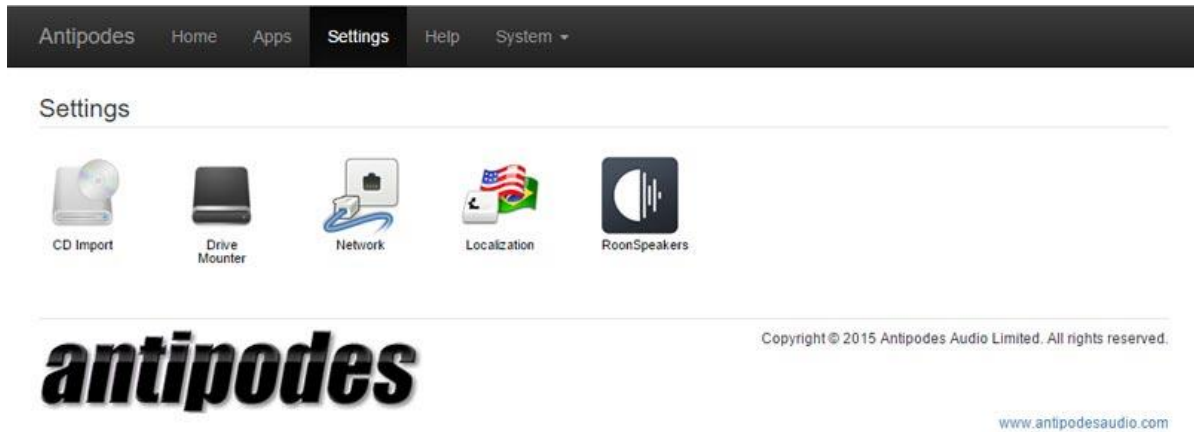 Antipodes Home Apps Settings Help System
Settings
CD Import
Drive
Mounter
Network
Localization
RoonSpeakers
antipodes
Copyright © 2015 Antipodes Audio Limited. All rights reserved.
www.antipodesaudio.com